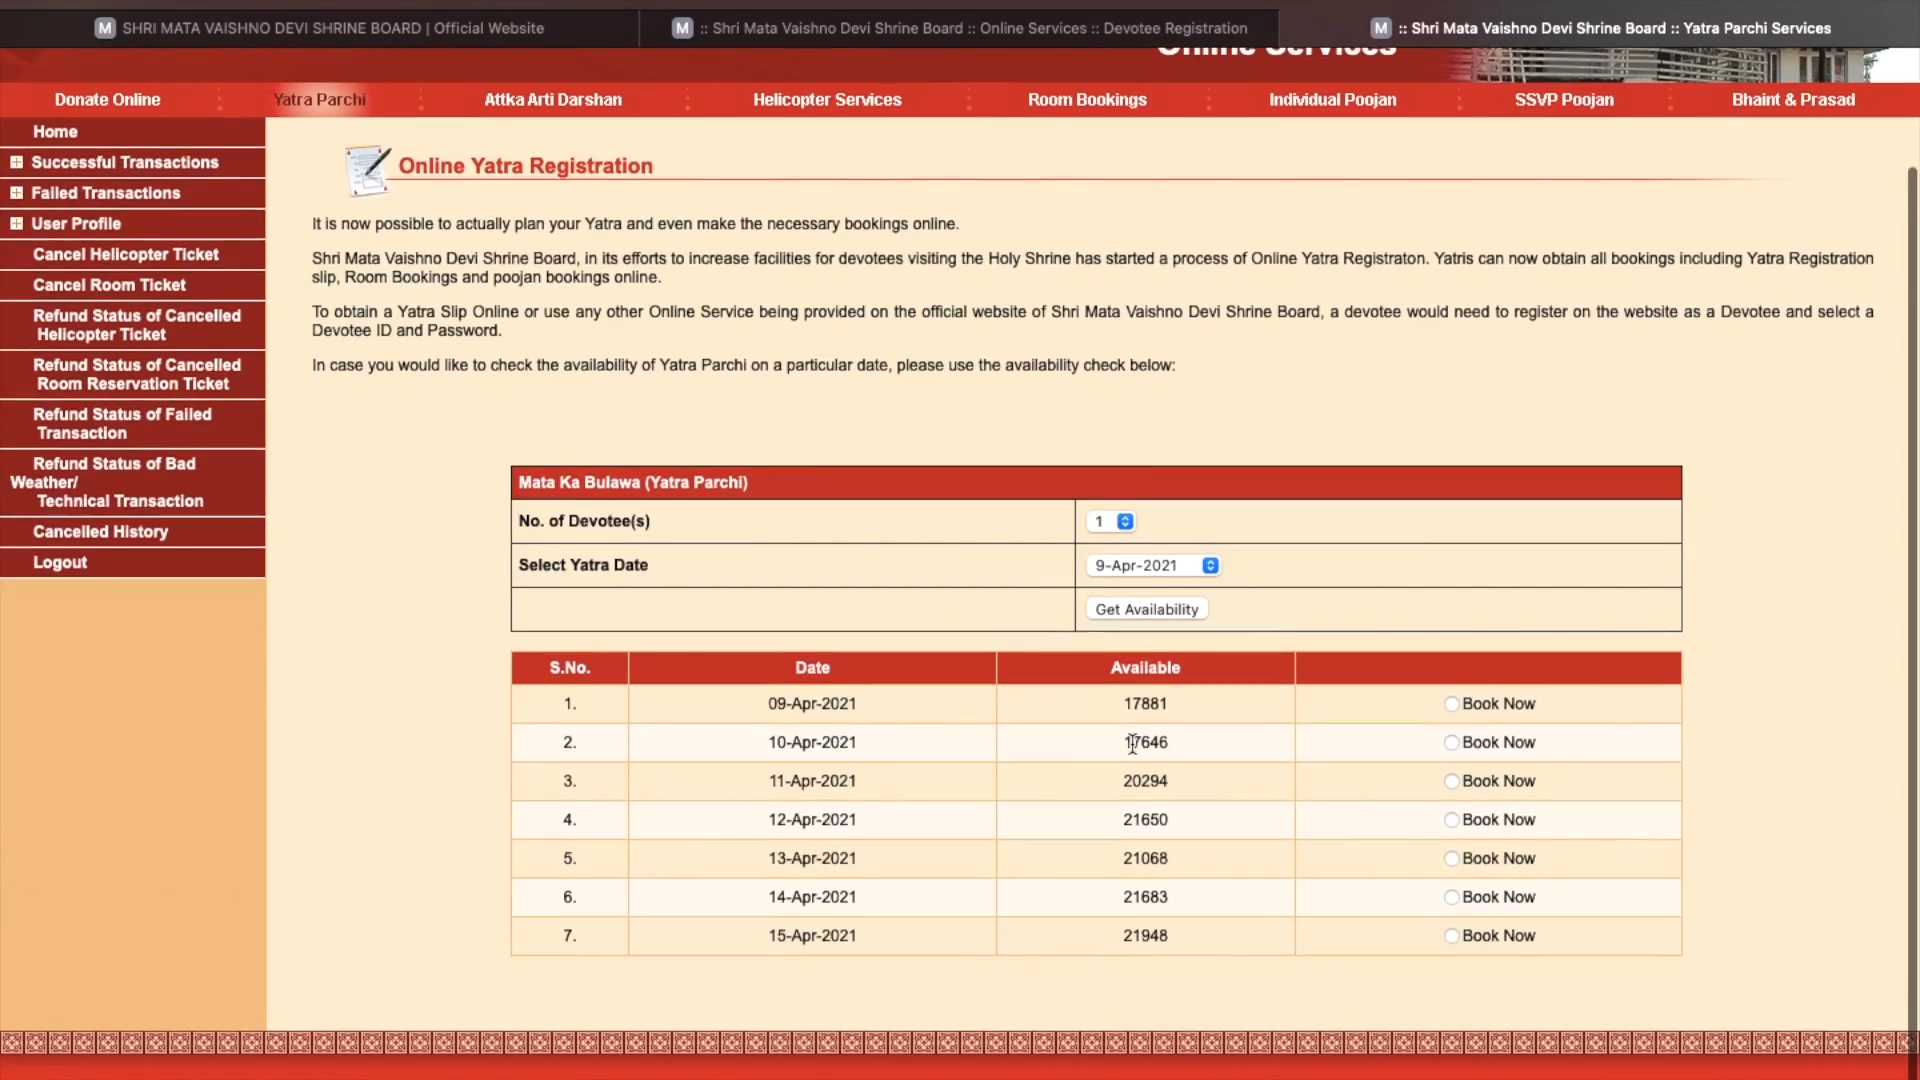 M SHRI MATA VAISHNO DEVI SHRINE BOARD | Official Website
M :: Shri Mata Vaishno Devi Shrine Board :: Online Services :: Devotee Registration
M :: Shri Mata Vaishno Devi Shrine Board :: Yatra Parchi Services
Online Services
Donate Online Yatra Parchi Attka Arti Darshan Helicopter Services Room Bookings Individual Poojan SSVP Poojan Bhaint & Prasad
Home
Successful Transactions
Failed Transactions
User Profile
Cancel Helicopter Ticket
Cancel Room Ticket
Refund Status of Cancelled
Helicopter Ticket
Refund Status of Cancelled
Room Reservation Ticket
Refund Status of Failed
Transaction
Refund Status of Bad
Weather/
Technical Transaction
Cancelled History
Logout
Online Yatra Registration
It is now possible to actually plan your Yatra and even make the necessary bookings online.
Shri Mata Vaishno Devi Shrine Board, in its efforts to increase facilities for devotees visiting the Holy Shrine has started a process of Online Yatra Registraton. Yatris can now obtain all bookings including Yatra Registration
slip, Room Bookings and poojan bookings online.
To obtain a Yatra Slip Online or use any other Online Service being provided on the official website of Shri Mata Vaishno Devi Shrine Board, a devotee would need to register on the website as a Devotee and select a
Devotee ID and Password.
In case you would like to check the availability of Yatra Parchi on a particular date, please use the availability check below:
Mata Ka Bulawa (Yatra Parchi)
No. of Devotee(s) 1
Select Yatra Date 9-Apr-2021
Get Availability
S.No. Date Available
1. 09-Apr-2021 17881 Book Now
2. 10-Apr-2021 17646 Book Now
3. 11-Apr-2021 20294 Book Now
4. 12-Apr-2021 21650 Book Now
5. 13-Apr-2021 21068 Book Now
6. 14-Apr-2021 21683 Book Now
7. 15-Apr-2021 21948 Book Now